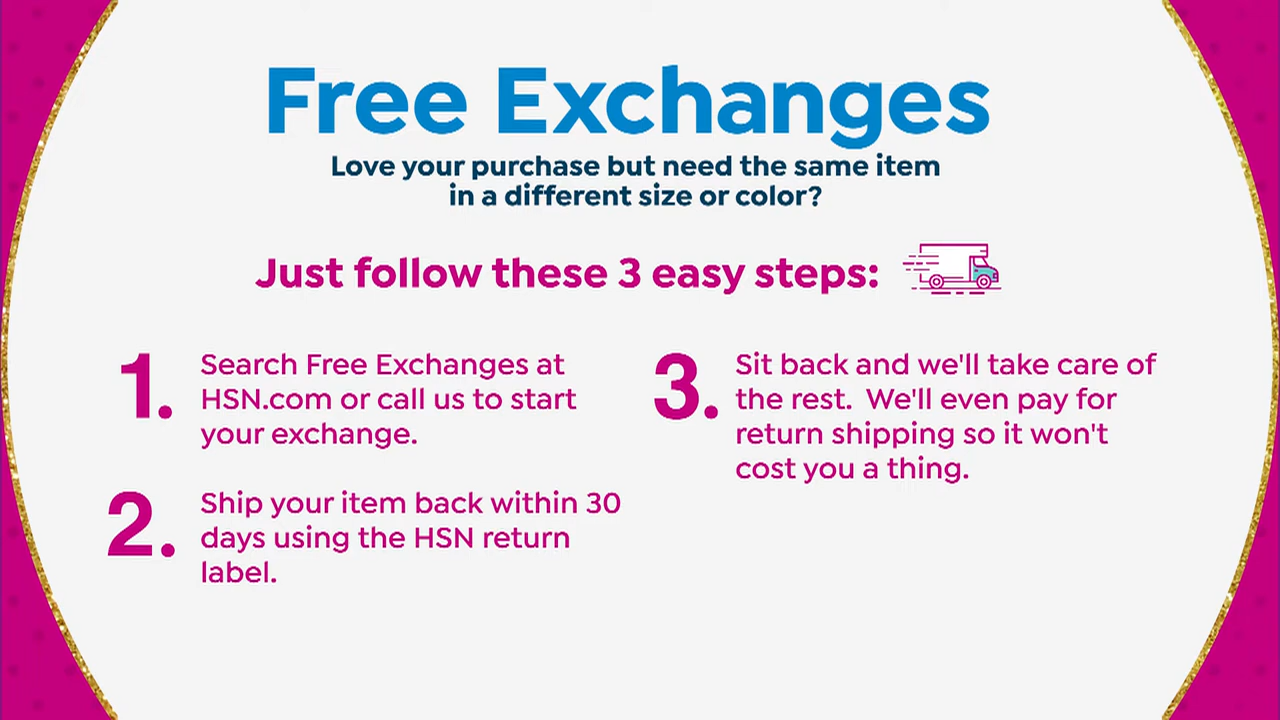 Free Exchanges
Love your purchase but need the same item
in a different size or color?
Just follow these 3 easy steps:
1. Search Free Exchanges at
HSN.com or call us to start
your exchange.
2. Ship your item back within 30
days using the HSN return
label.
3. Sit back and we'll take care of
the rest.  We'll even pay for
return shipping so it won't
cost you a thing.